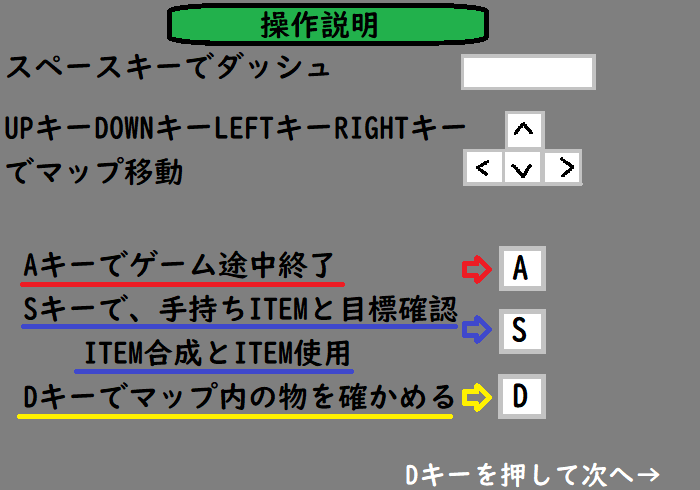 操作説明
スペースキーでダッシュ
UPキーDOWNキーLEFTキーRIGHTキー
でマップ移動
Aキーでゲーム途中終了
A
Sキーで、手持ちITEMと目標確認
S
ITEM合成とITEM使用
Dキーでマップ内の物を確かめる
D
Dキーを押して次へ→